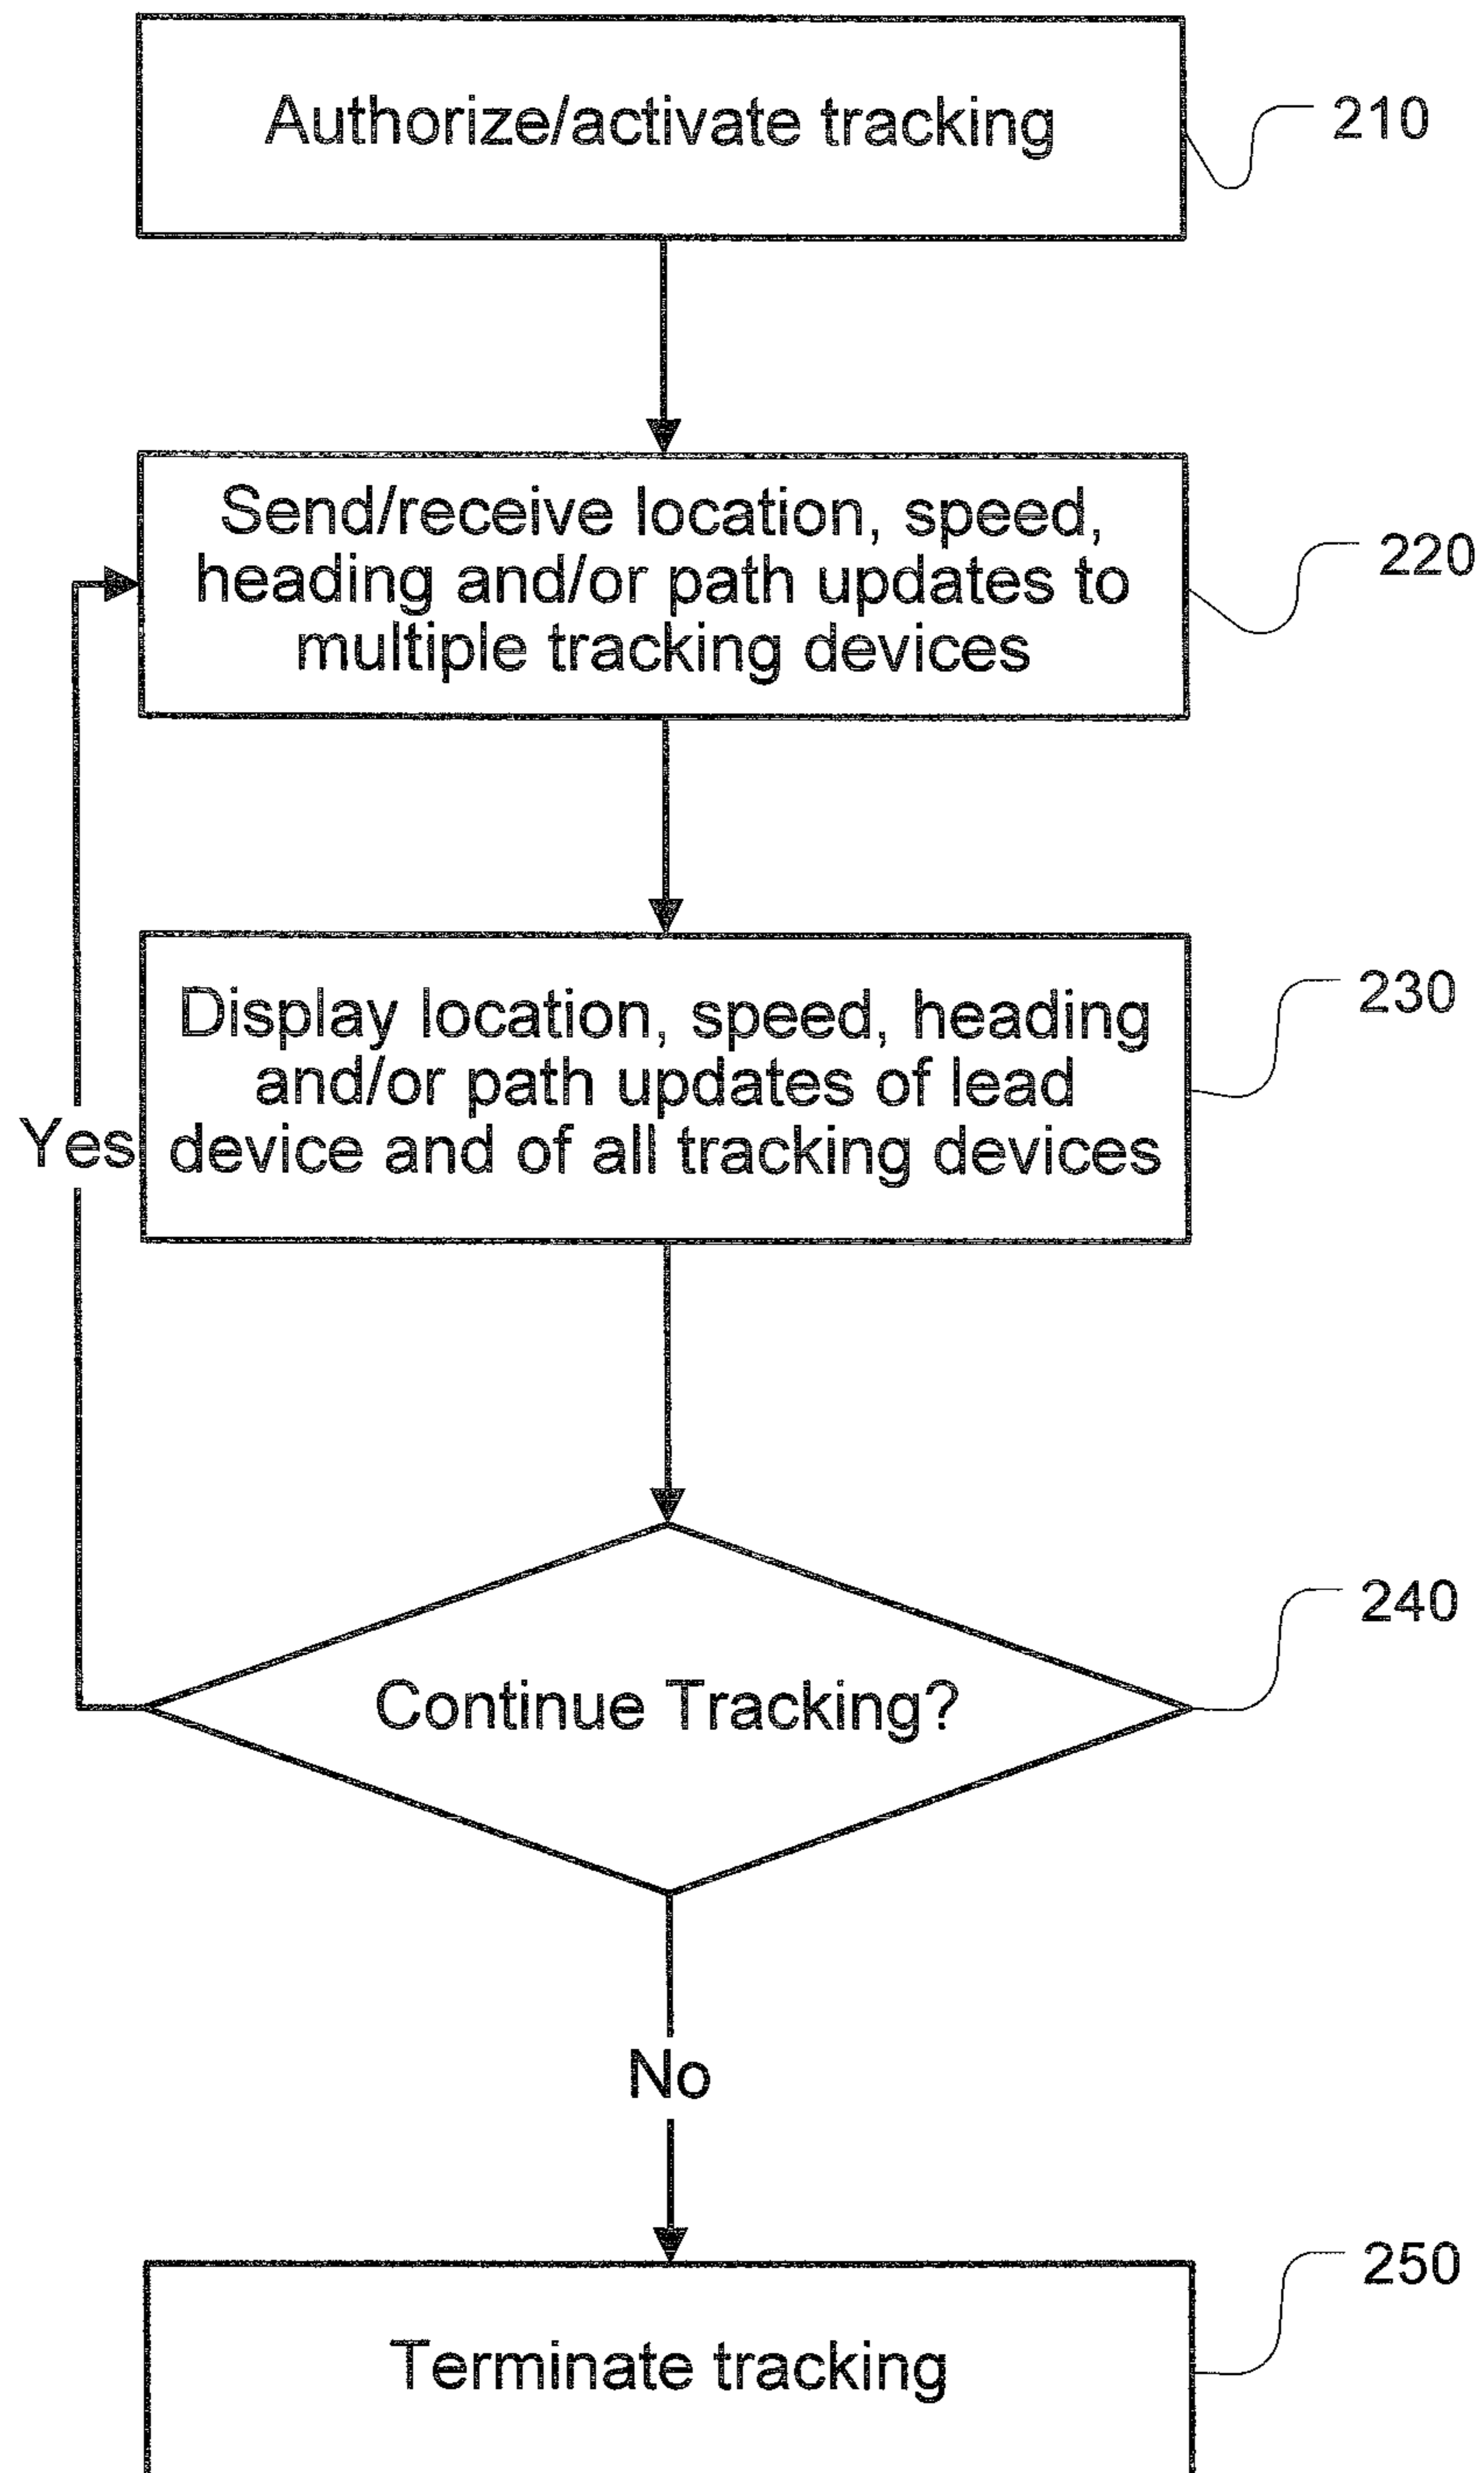 Authorize/activate tracking
210
Send/receive location, speed,
heading and/or path updates to
multiple tracking devices
220
Display location, speed, heading
and/or path updates of lead
device and of all tracking devices
230
Yes
Continue Tracking?
240
No
Terminate tracking
250